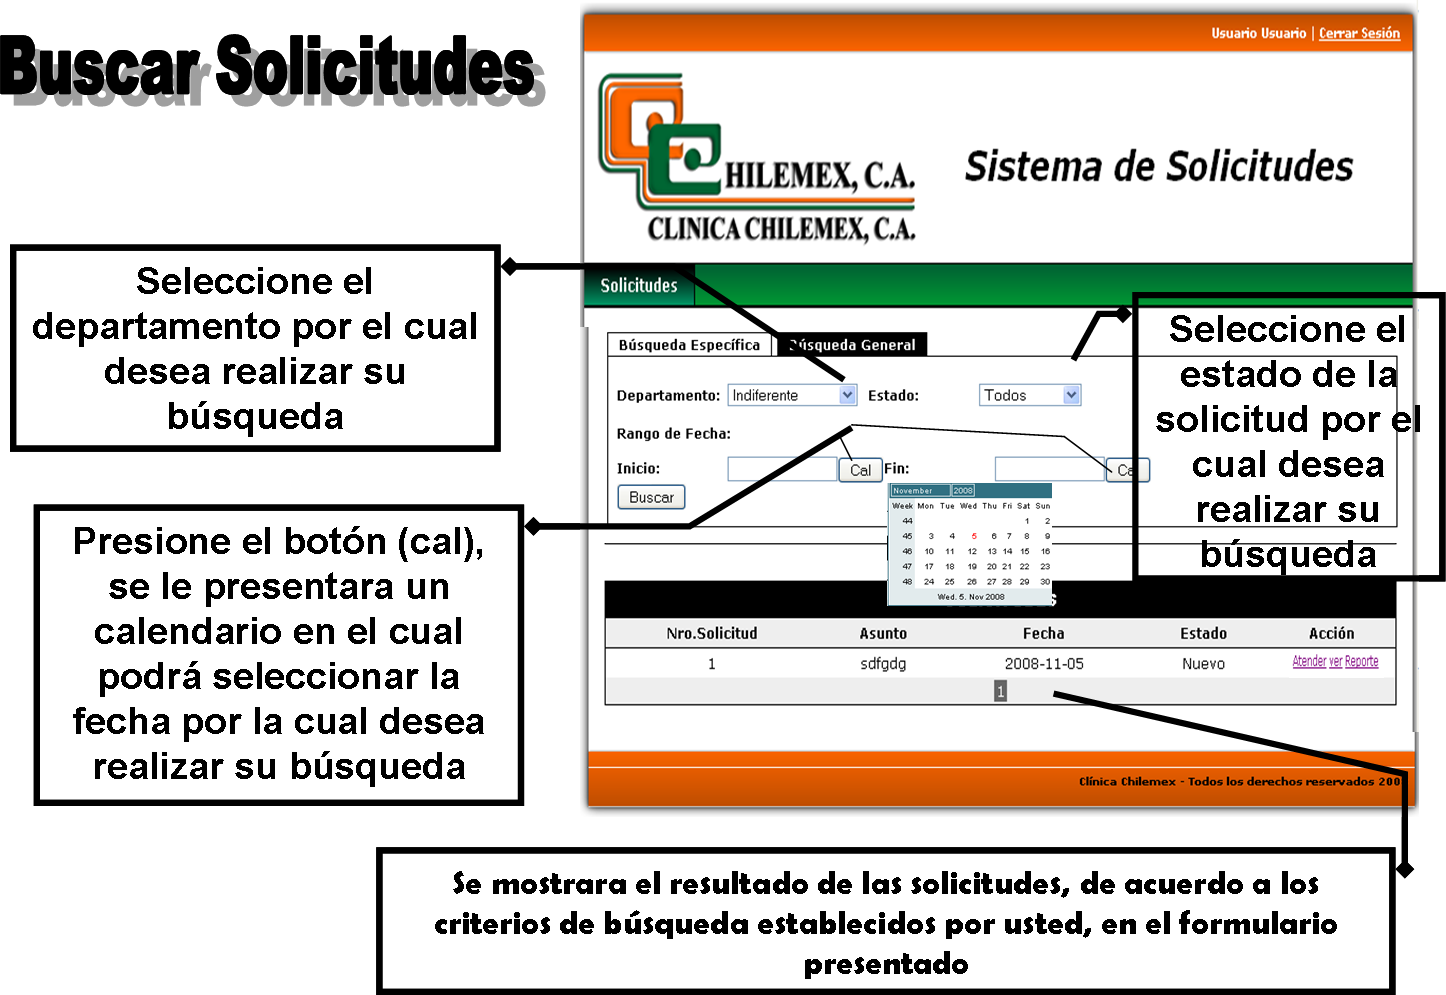 Buscar Solicitudes
Usuario Usuario | Cerrar Sesión
HILEMEX, C.A.
CLINICA CHILEMEX, C.A.
Sistema de Solicitudes
Solicitudes
Seleccione el
departamento por el cual
desea realizar su
búsqueda
Seleccione el
estado de la
solicitud por el
cual desea
realizar su
búsqueda
Búsqueda Específica
Búsqueda General
Departamento: Indiferente Estado: Todos
Rango de Fecha:
Inicio: Cal Fin: Cal
Buscar
November 2008
Week Mon Tue Wed Thu Fri Sat Sun
44 1 2
45 3 4 5 6 7 8 9
46 10 11 12 13 14 15 16
47 17 18 19 20 21 22 23
48 24 25 26 27 28 29 30
Wed. 5. Nov 2008
Presione el botón (cal),
se le presentara un
calendario en el cual
podrá seleccionar la
fecha por la cual desea
realizar su búsqueda
Nro.Solicitud Asunto Fecha Estado Acción
1 sdfgdg 2008-11-05 Nuevo Atender ver Reporte
1
Clínica Chilemex - Todos los derechos reservados 200
Se mostrara el resultado de las solicitudes, de acuerdo a los
criterios de búsqueda establecidos por usted, en el formulario
presentado